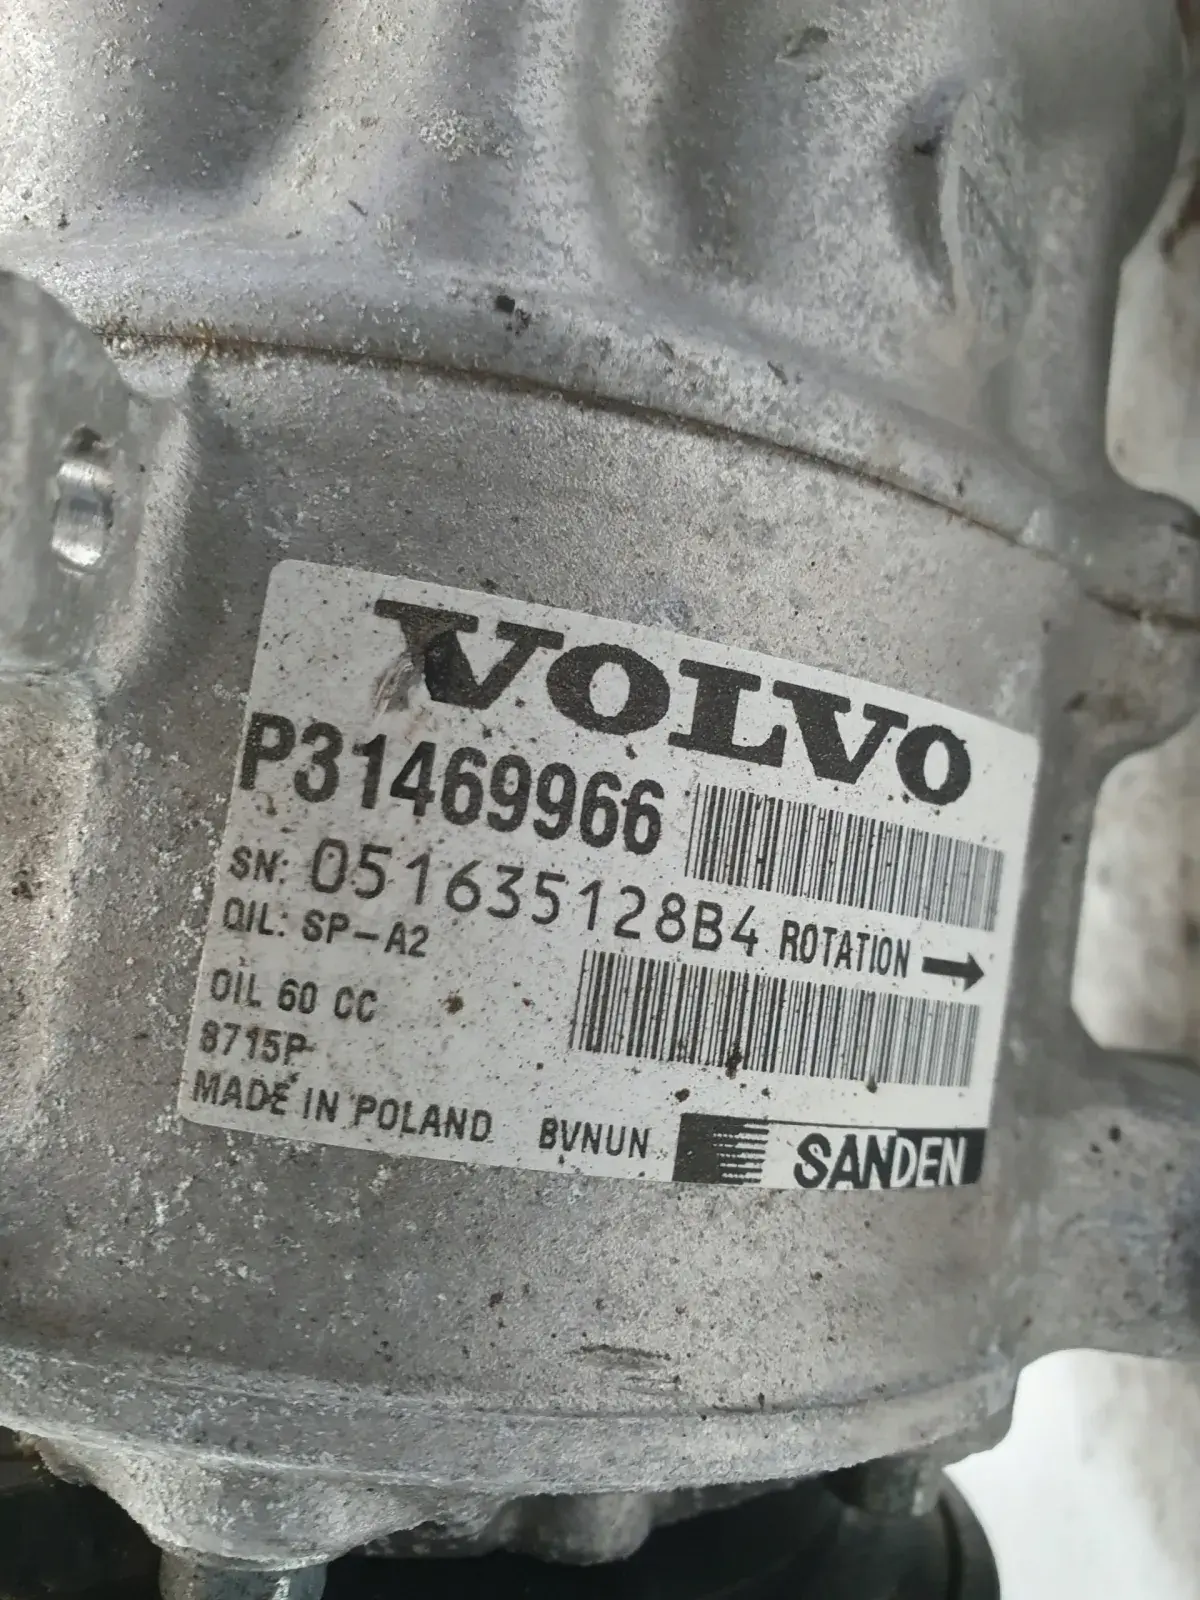 VOLVO
P31469966
SN: 051635128B4 ROTATION →
OIL: SP-A2
OIL 60 CC
8715P
MADE IN POLAND BVNUN SANDEN